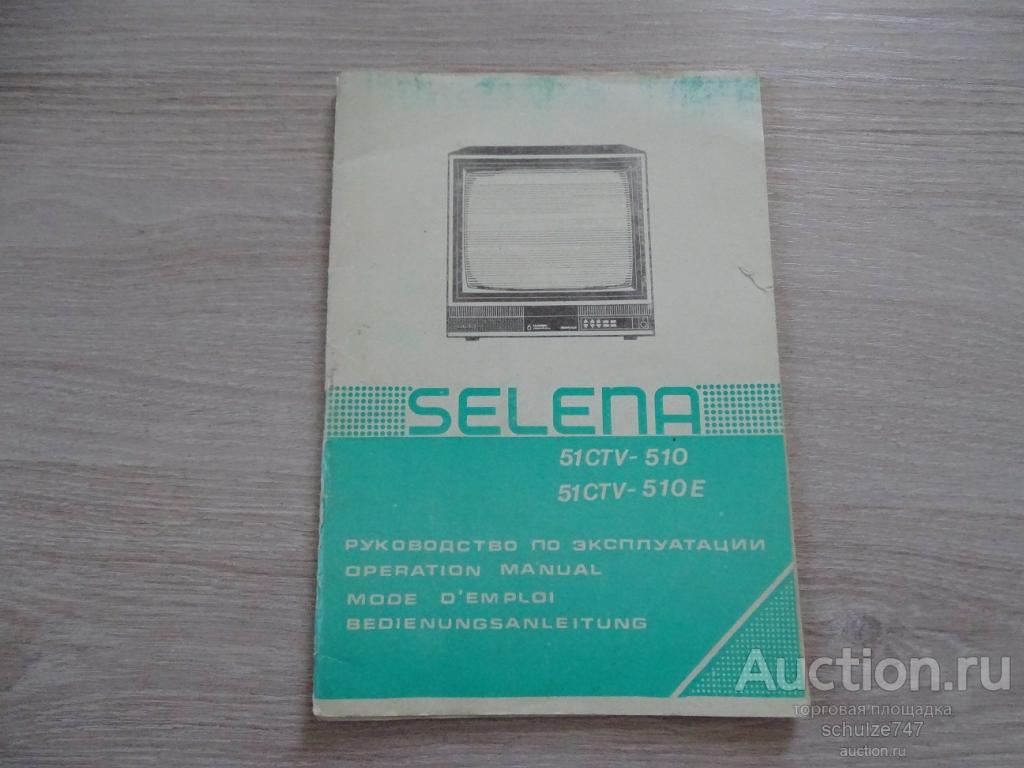 SELENA
51CTV-510
51CTV-510E
РУКОВОДСТВО ПО ЭКСПЛУАТАЦИИ
OPERATION MANUAL
MODE D'EMPLOI
BEDIENUNGSANLEITUNG
Auction.ru
торговая площадка
schulze747
auction.ru